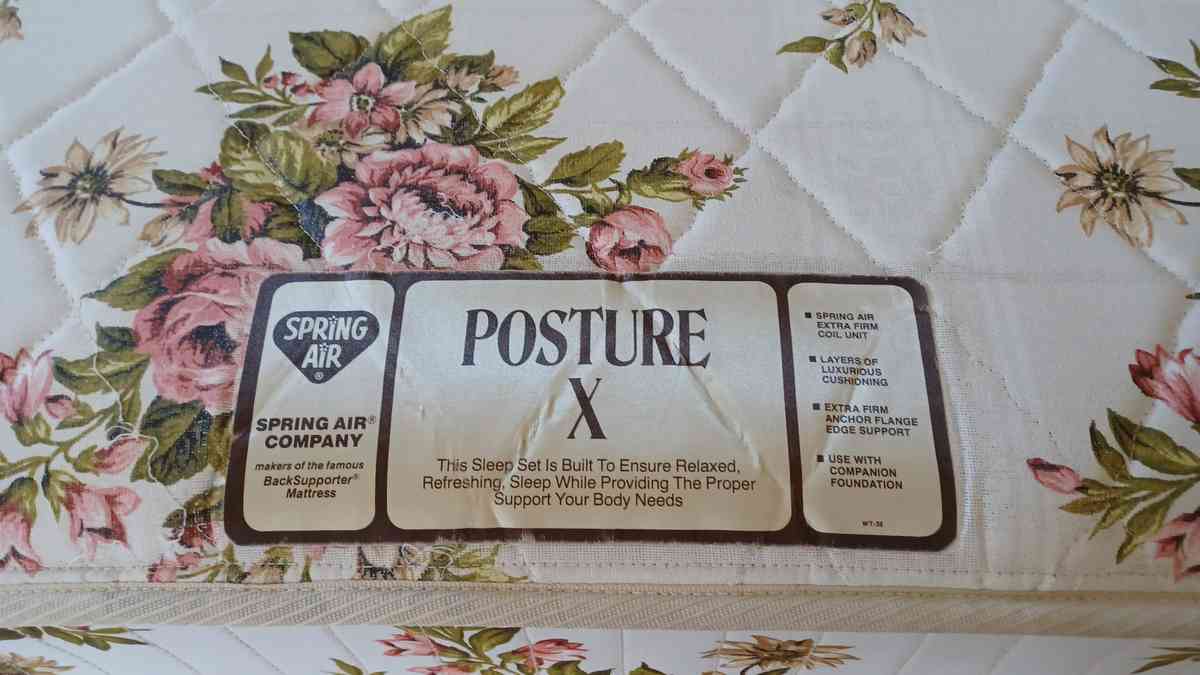 SPRING
AIR
®
SPRING AIR®
COMPANY
makers of the famous
BackSupporter®
Mattress
POSTURE
X
This Sleep Set Is Built To Ensure Relaxed,
Refreshing, Sleep While Providing The Proper
Support Your Body Needs
■ SPRING AIR
EXTRA FIRM
COIL UNIT
■ LAYERS OF
LUXURIOUS
CUSHIONING
■ EXTRA FIRM
ANCHOR FLANGE
EDGE SUPPORT
■ USE WITH
COMPANION
FOUNDATION
WT-38